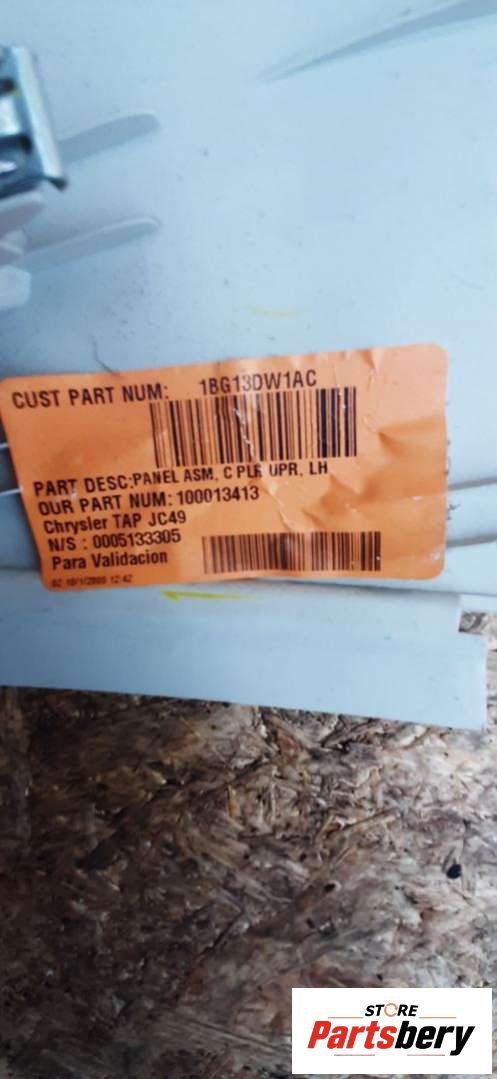 CUST PART NUM: 1BG13DW1AC
PART DESC:PANEL ASM, C PLR UPR, LH
OUR PART NUM: 100013413
Chrysler TAP JC49
N/S : 0005133305
Para Validacion
STORE
Partsbery